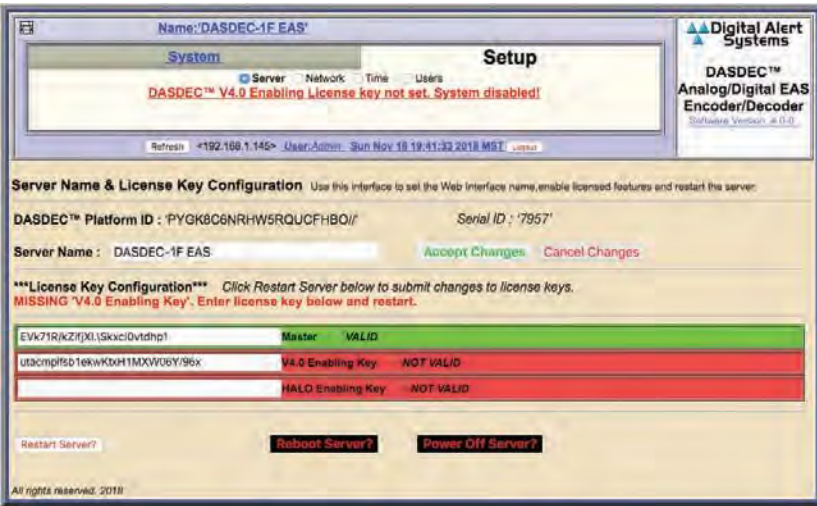 Name:'DASDEC-1F EAS'
System
Setup
Server Network Time Users
DASDEC™ V4.0 Enabling License key not set. System disabled!
Refresh <192.168.1.145> User:Admin Sun Nov 18 19:41:33 2018 MST Logout
Digital Alert
Systems
DASDEC™
Analog/Digital EAS
Encoder/Decoder
Software Version: 4.0-0
Server Name & License Key Configuration Use this interface to set the Web Interface name,enable licensed features and restart the server.
DASDEC™ Platform ID : 'PYGK8C6NRHW5RQUCFHBO//' Serial ID : '7957'
Server Name : DASDEC-1F EAS Accept Changes Cancel Changes
***License Key Configuration*** Click Restart Server below to submit changes to license keys.
MISSING 'V4.0 Enabling Key'. Enter license key below and restart.
Master VALID
V4.0 Enabling Key NOT VALID
HALO Enabling Key NOT VALID
Restart Server? Reboot Server? Power Off Server?
All rights reserved. 2018